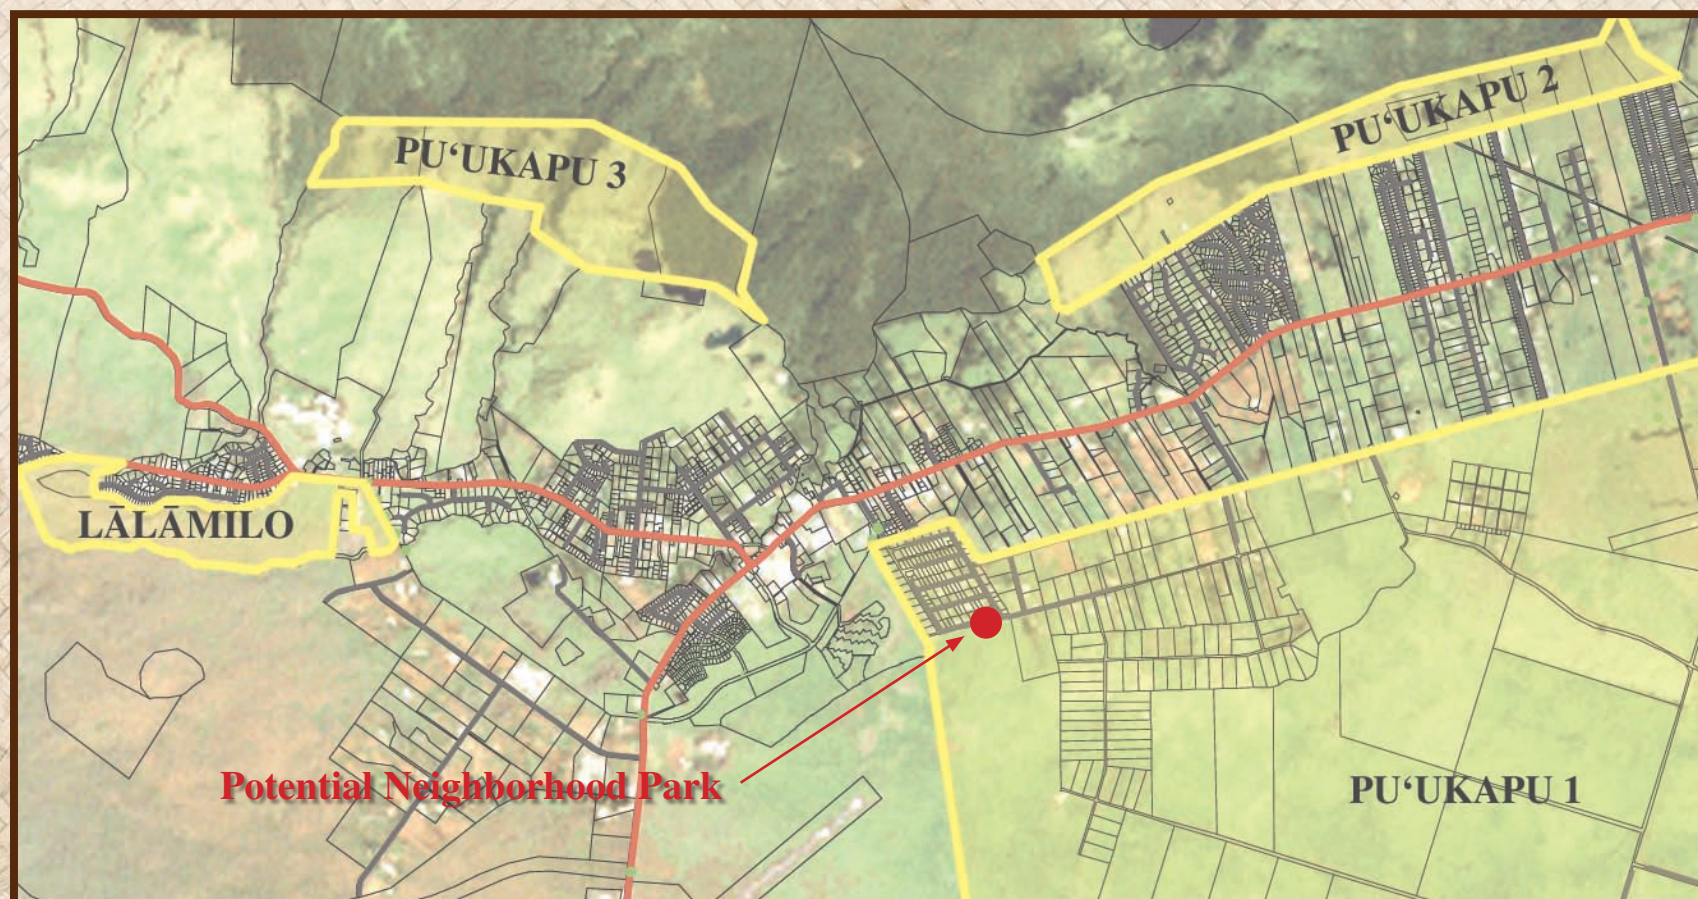 PU‘UKAPU 2
PU‘UKAPU 3
LĀLĀMILO
Potential Neighborhood Park
PU‘UKAPU 1